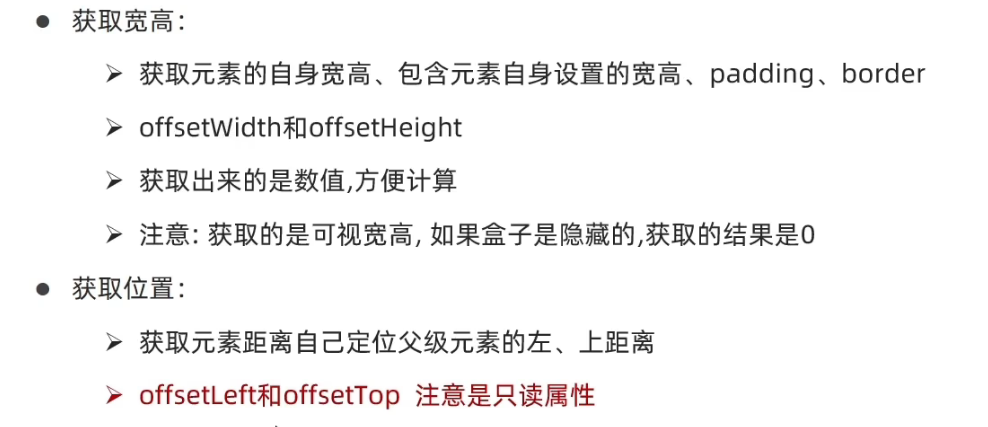 ● 获取宽高：
➢ 获取元素的自身宽高、包含元素自身设置的宽高、padding、border
➢ offsetWidth和offsetHeight
➢ 获取出来的是数值,方便计算
➢ 注意: 获取的是可视宽高, 如果盒子是隐藏的,获取的结果是0
● 获取位置：
➢ 获取元素距离自己定位父级元素的左、上距离
➢ offsetLeft和offsetTop 注意是只读属性